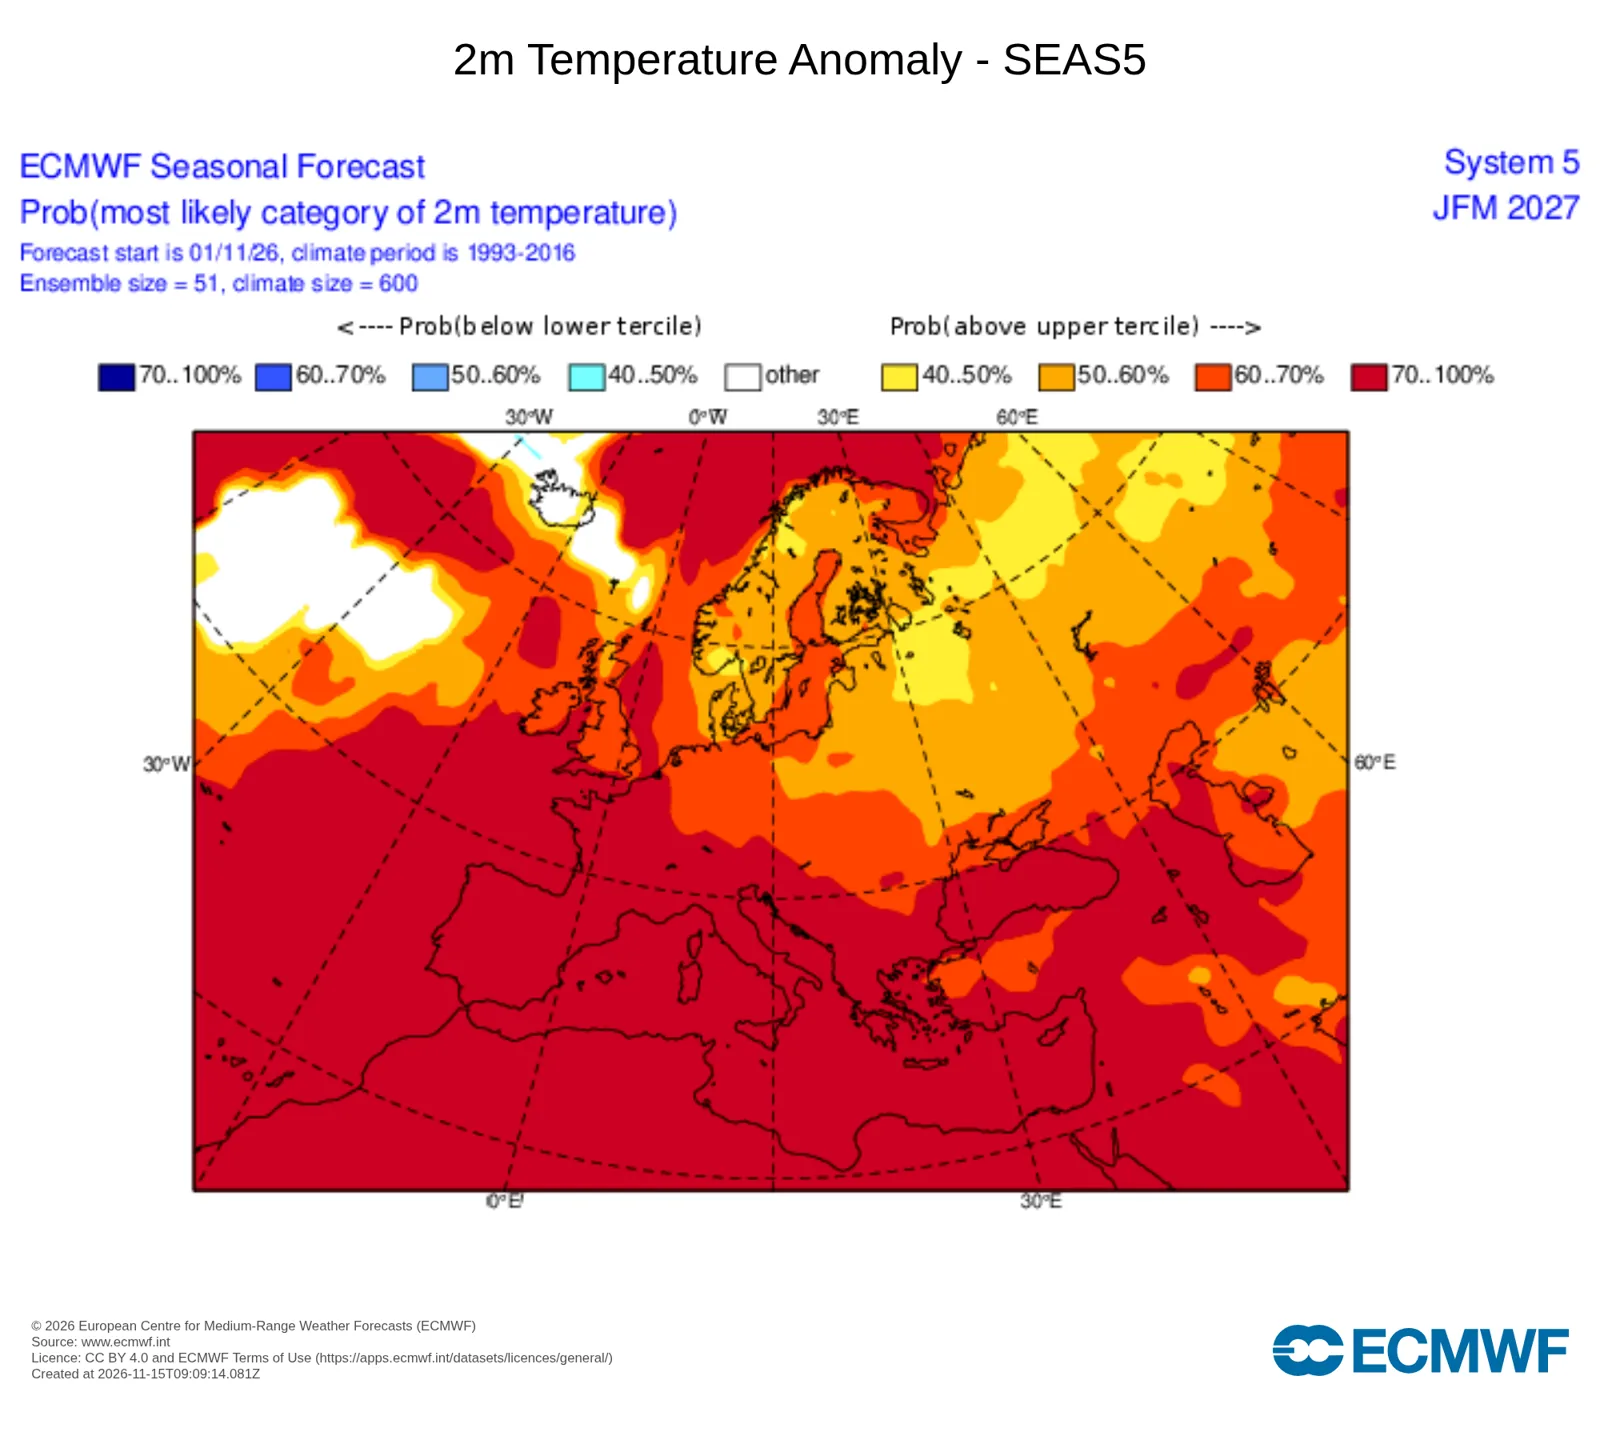 2m Temperature Anomaly - SEAS5
ECMWF Seasonal Forecast
System 5
Prob(most likely category of 2m temperature)
JFM 2027
Forecast start is 01/11/26, climate period is 1993-2016
Ensemble size = 51, climate size = 600
<---- Prob(below lower tercile)
Prob(above upper tercile) ---->
70..100%
60..70%
50..60%
40..50%
other
40..50%
50..60%
60..70%
70..100%
30°W
0°W
30°E
60°E
30°W
60°E
0°E
30°E
© 2026 European Centre for Medium-Range Weather Forecasts (ECMWF)
Source: www.ecmwf.int
Licence: CC BY 4.0 and ECMWF Terms of Use (https://apps.ecmwf.int/datasets/licences/general/)
Created at 2026-11-15T09:09:14.081Z
ECMWF